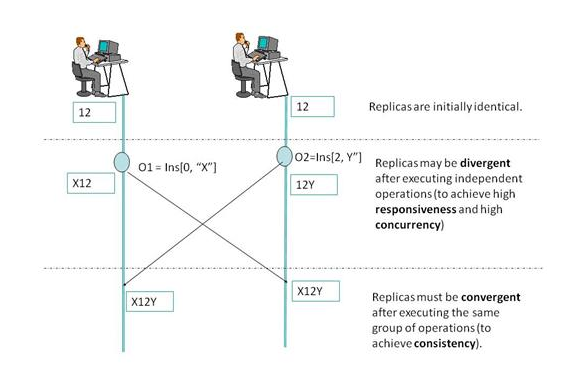 12
12
Replicas are initially identical.
O1 = Ins[0, “X”]
O2=Ins[2, Y”]
X12
12Y
Replicas may be divergent
after executing independent
operations (to achieve high
responsiveness and high
concurrency)
X12Y
X12Y
Replicas must be convergent
after executing the same
group of operations (to
achieve consistency).